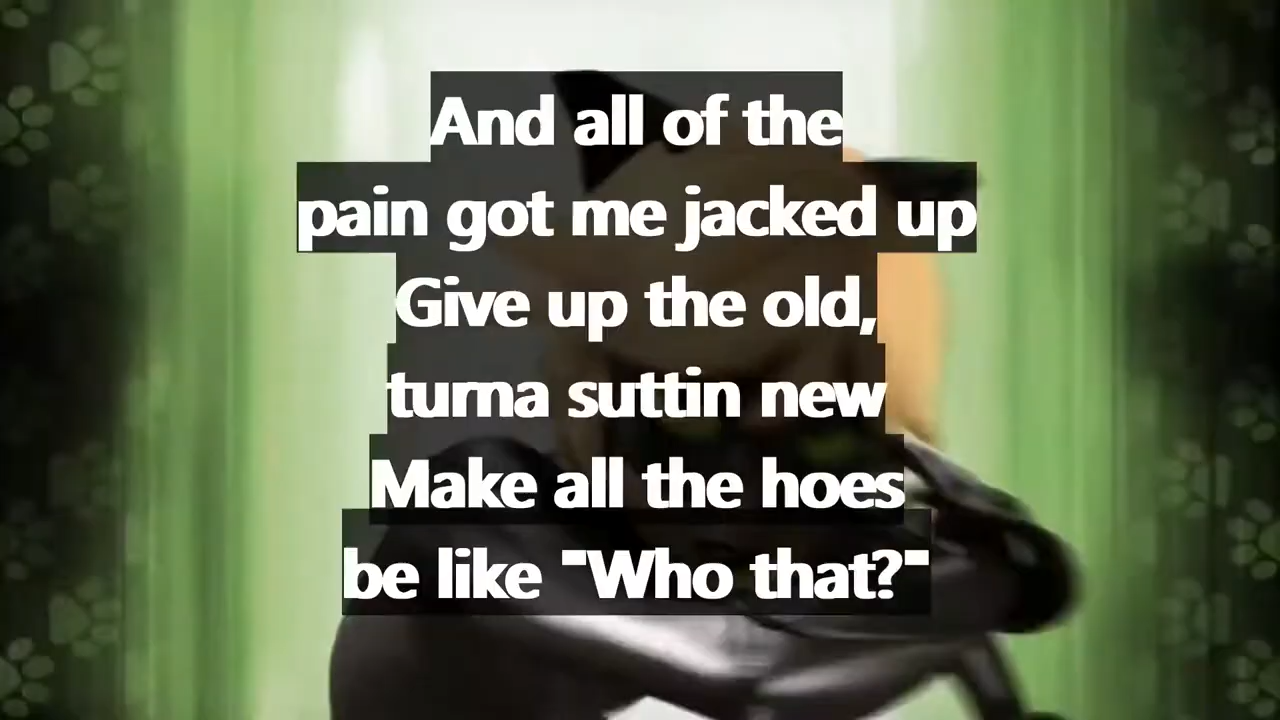 And all of the
pain got me jacked up
Give up the old,
turna suttin new
Make all the hoes
be like "Who that?"